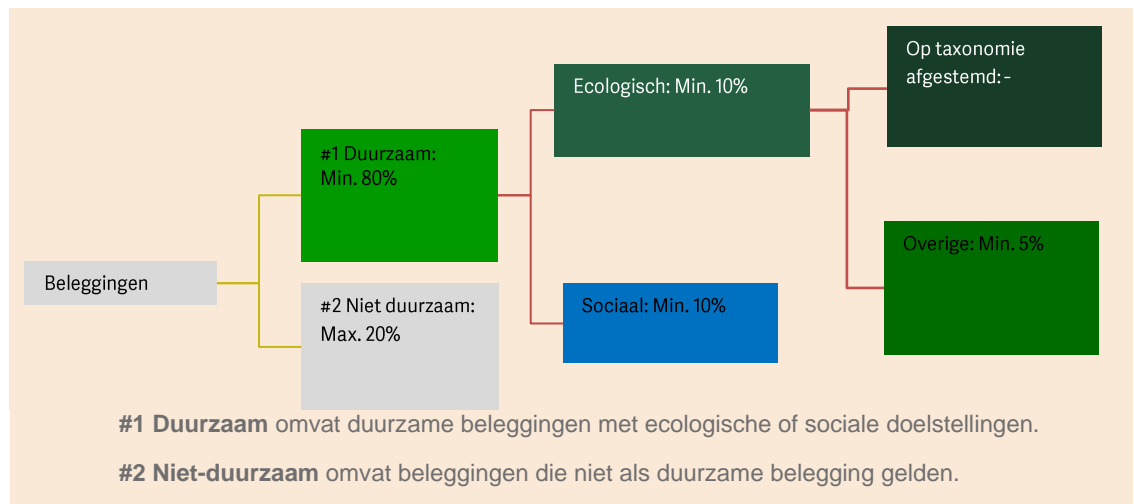 Beleggingen
#1 Duurzaam:
Min. 80%
#2 Niet duurzaam:
Max. 20%
Ecologisch: Min. 10%
Sociaal: Min. 10%
Op taxonomie
afgestemd: -
Overige: Min. 5%
#1 Duurzaam omvat duurzame beleggingen met ecologische of sociale doelstellingen.
#2 Niet-duurzaam omvat beleggingen die niet als duurzame belegging gelden.